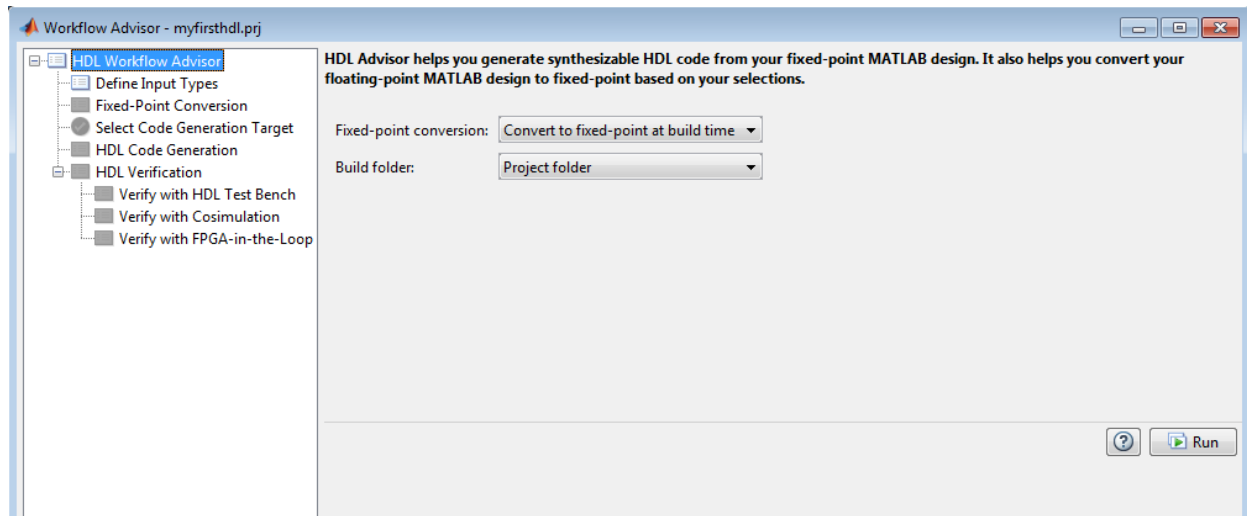 Workflow Advisor - myfirsthdl.prj
HDL Workflow Advisor
Define Input Types
Fixed-Point Conversion
Select Code Generation Target
HDL Code Generation
HDL Verification
Verify with HDL Test Bench
Verify with Cosimulation
Verify with FPGA-in-the-Loop
HDL Advisor helps you generate synthesizable HDL code from your fixed-point MATLAB design. It also helps you convert your
floating-point MATLAB design to fixed-point based on your selections.
Fixed-point conversion: Convert to fixed-point at build time
Build folder: Project folder
? Run